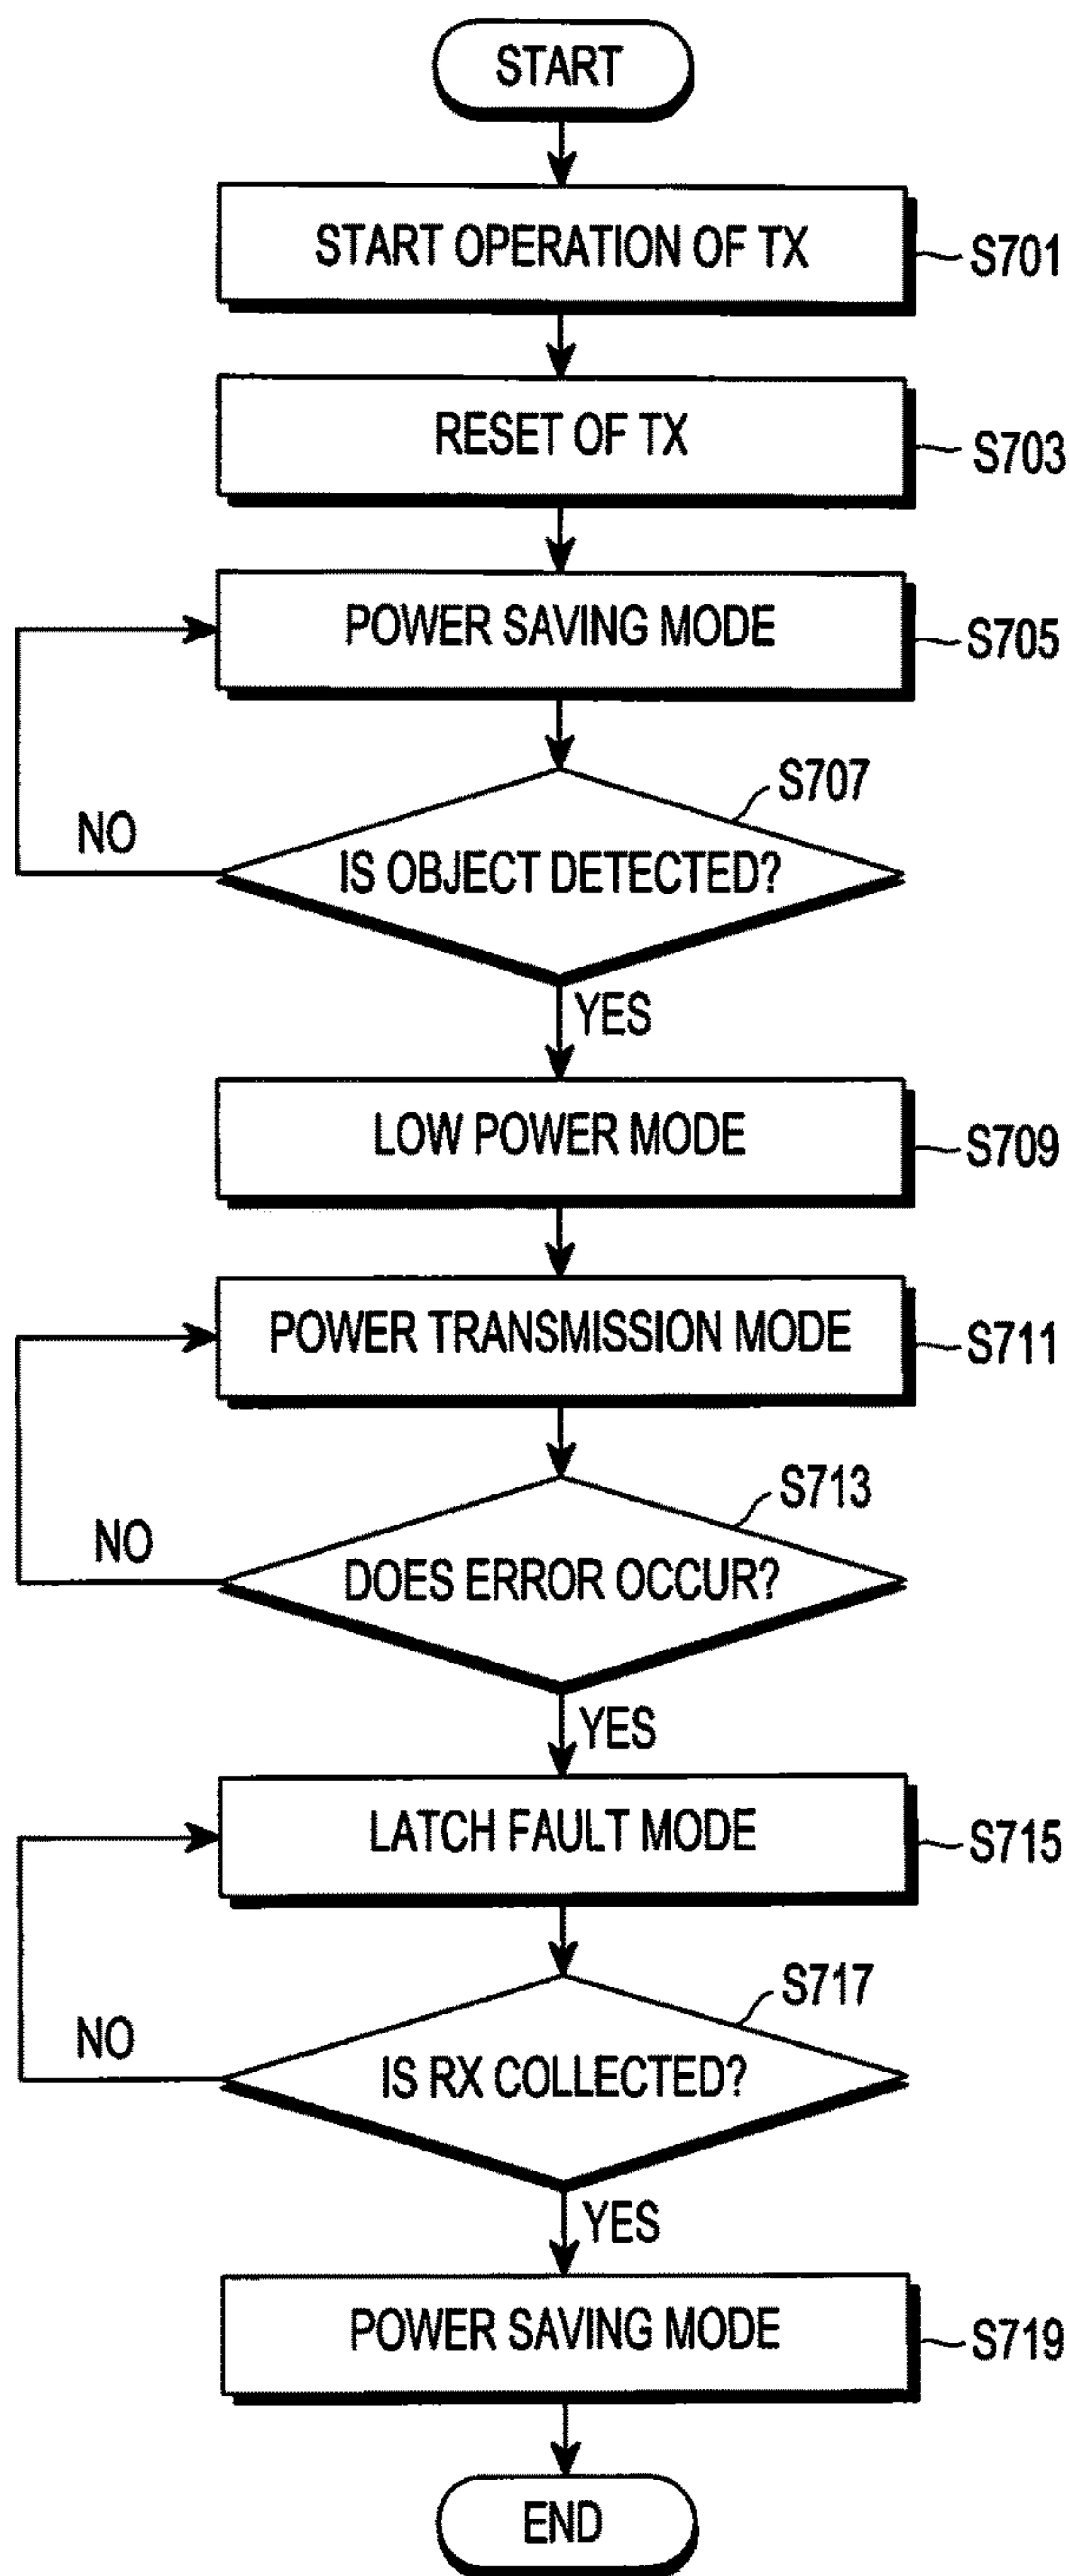 START
START OPERATION OF TX
S701
RESET OF TX
S703
POWER SAVING MODE
S705
S707
IS OBJECT DETECTED?
NO
YES
LOW POWER MODE
S709
POWER TRANSMISSION MODE
S711
S713
DOES ERROR OCCUR?
NO
YES
LATCH FAULT MODE
S715
S717
IS RX COLLECTED?
NO
YES
POWER SAVING MODE
S719
END